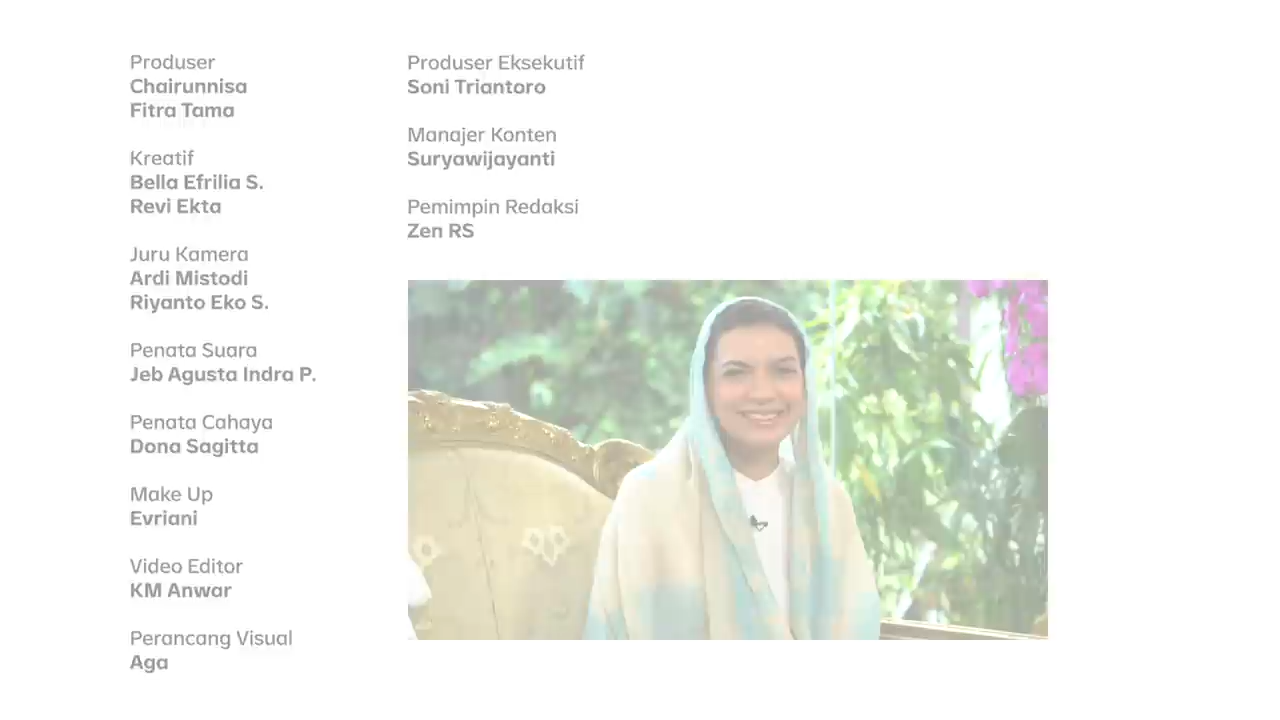 Produser
Chairunnisa
Fitra Tama
Kreatif
Bella Efrilia S.
Revi Ekta
Juru Kamera
Ardi Mistodi
Riyanto Eko S.
Penata Suara
Jeb Agusta Indra P.
Penata Cahaya
Dona Sagitta
Make Up
Evriani
Video Editor
KM Anwar
Perancang Visual
Aga
Produser Eksekutif
Soni Triantoro
Manajer Konten
Suryawijayanti
Pemimpin Redaksi
Zen RS